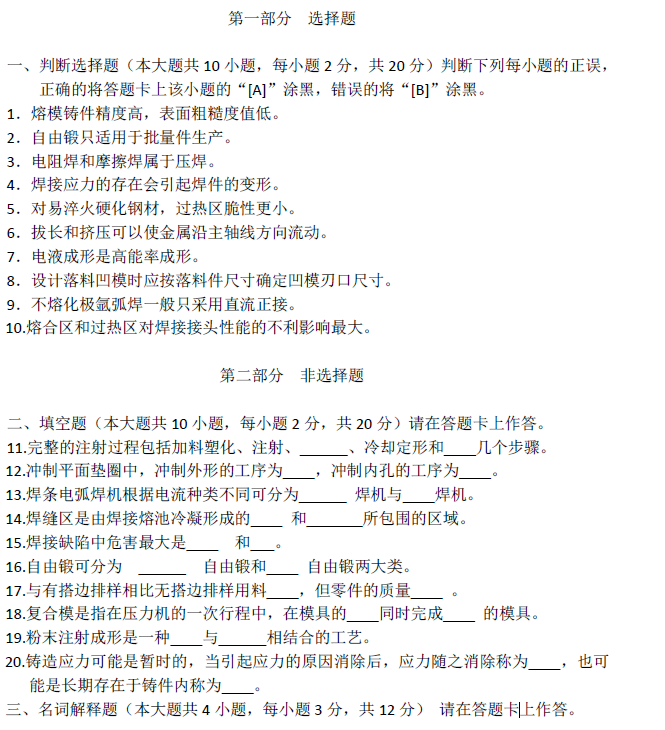 第一部分 选择题
一、判断选择题（本大题共 10 小题，每小题 2 分，共 20 分）判断下列每小题的正误，
正确的将答题卡上该小题的“[A]”涂黑，错误的将“[B]”涂黑。
1．熔模铸件精度高，表面粗糙度值低。
2．自由锻只适用于批量件生产。
3．电阻焊和摩擦焊属于压焊。
4．焊接应力的存在会引起焊件的变形。
5．对易淬火硬化钢材，过热区脆性更小。
6．拔长和挤压可以使金属沿主轴线方向流动。
7．电液成形是高能率成形。
8．设计落料凹模时应按落料件尺寸确定凹模刃口尺寸。
9．不熔化极氩弧焊一般只采用直流正接。
10.熔合区和过热区对焊接接头性能的不利影响最大。
第二部分 非选择题
二、填空题（本大题共 10 小题，每小题 2 分，共 20 分）请在答题卡上作答。
11.完整的注射过程包括加料塑化、注射、______、冷却定形和____几个步骤。
12.冲制平面垫圈中，冲制外形的工序为____，冲制内孔的工序为____。
13.焊条电弧焊机根据电流种类不同可分为______ 焊机与____焊机。
14.焊缝区是由焊接熔池冷凝形成的____ 和_______所包围的区域。
15.焊接缺陷中危害最大是____ 和___。
16.自由锻可分为 ______ 自由锻和____ 自由锻两大类。
17.与有搭边排样相比无搭边排样用料____，但零件的质量____ 。
18.复合模是指在压力机的一次行程中，在模具的____同时完成____ 的模具。
19.粉末注射成形是一种____与______相结合的工艺。
20.铸造应力可能是暂时的，当引起应力的原因消除后，应力随之消除称为____，也可
能是长期存在于铸件内称为____。
三、名词解释题（本大题共 4 小题，每小题 3 分，共 12 分） 请在答题卡上作答。